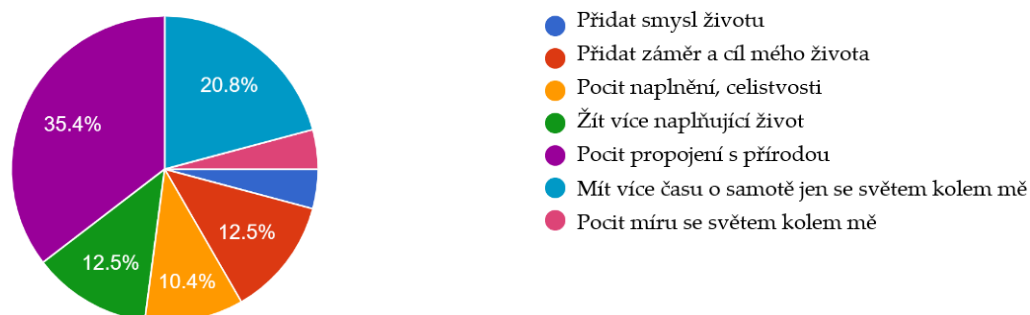 20.8%
35.4%
12.5%
12.5%
10.4%
Přidat smysl životu
Přidat záměr a cíl mého života
Pocit naplnění, celistvosti
Žít více naplňující život
Pocit propojení s přírodou
Mít více času o samotě jen se světem kolem mě
Pocit míru se světem kolem mě